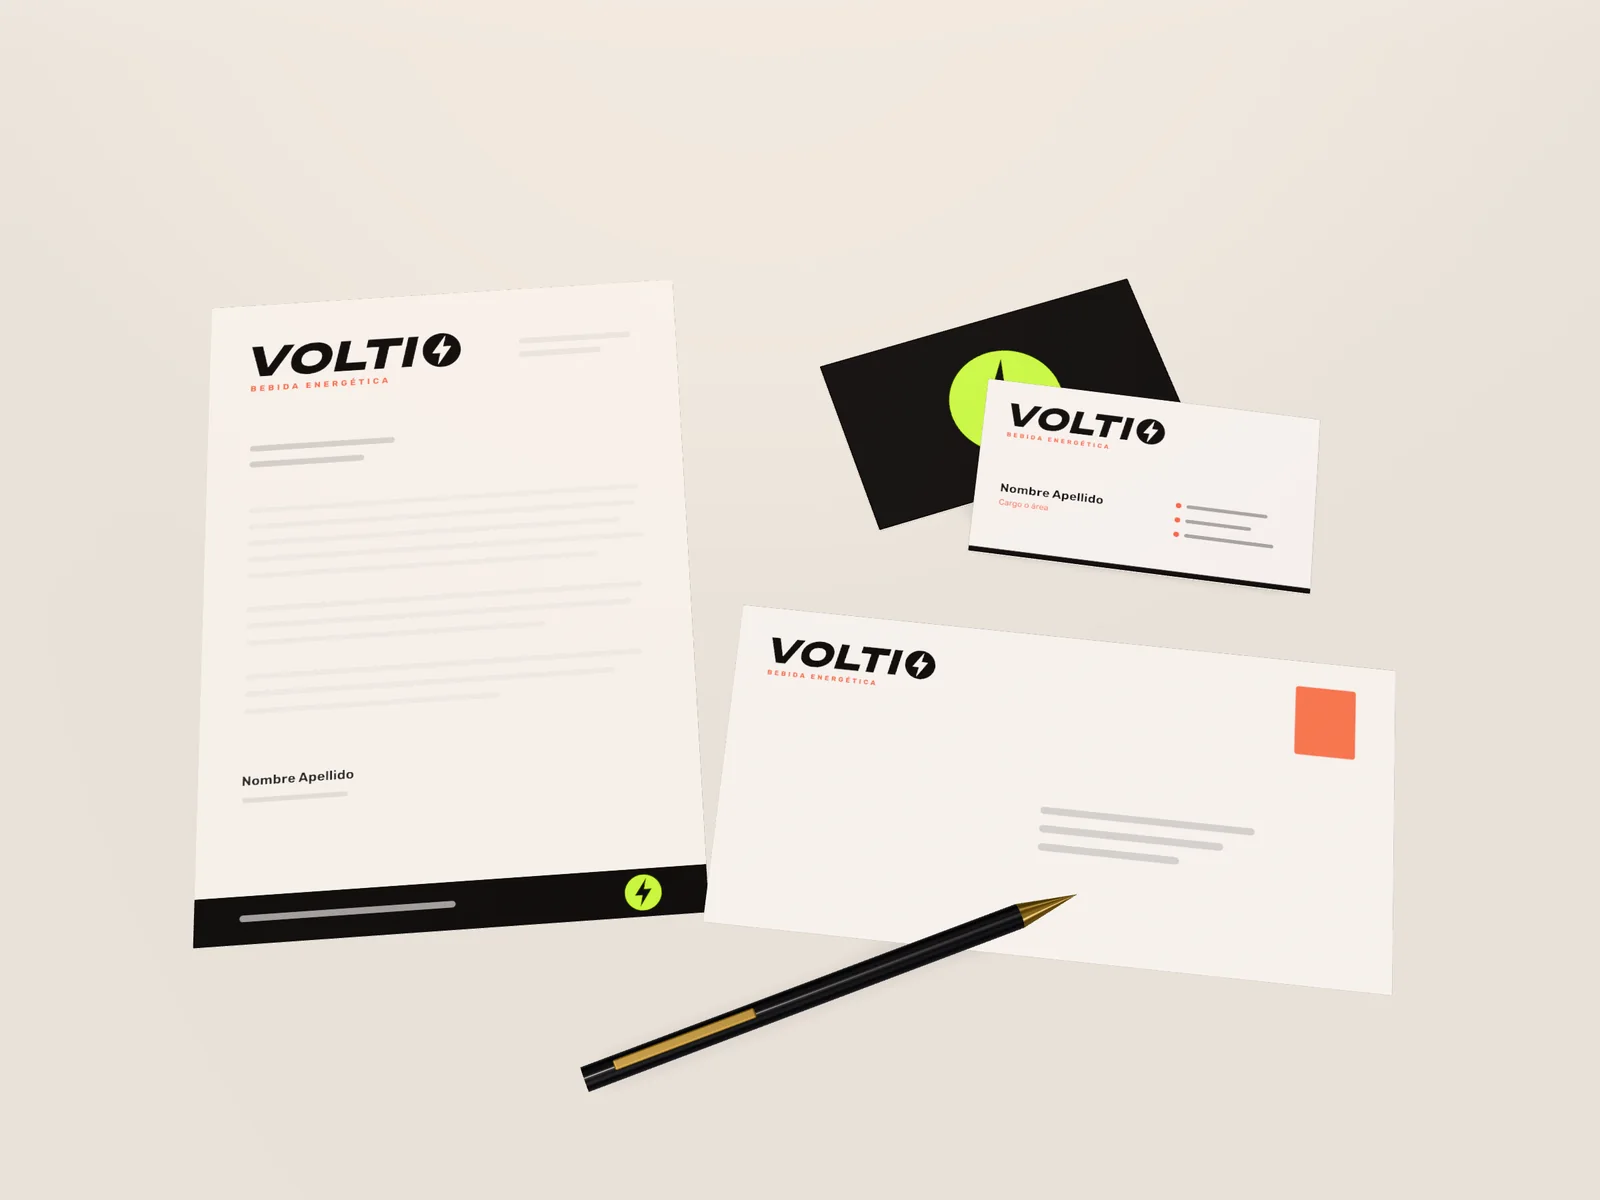 VOLTIO
BEBIDA ENERGÉTICA
Nombre Apellido
VOLTIO
BEBIDA ENERGÉTICA
Nombre Apellido
Cargo o área
VOLTIO
BEBIDA ENERGÉTICA